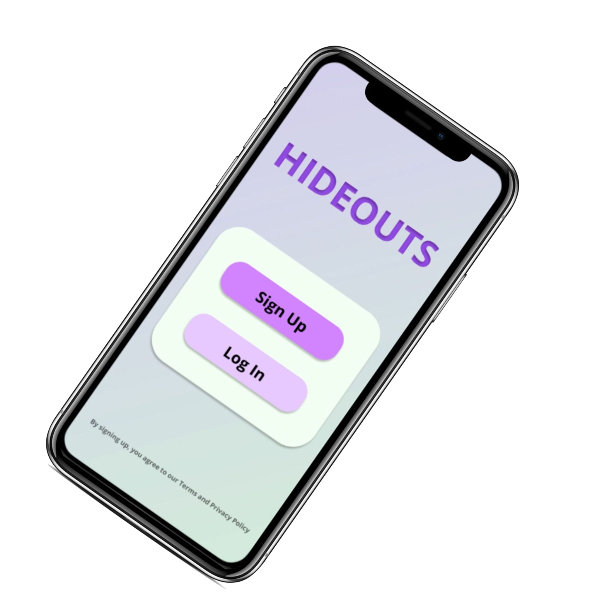 HIDEOUTS
Sign Up
Log In
By signing up, you agree to our Terms and Privacy Policy